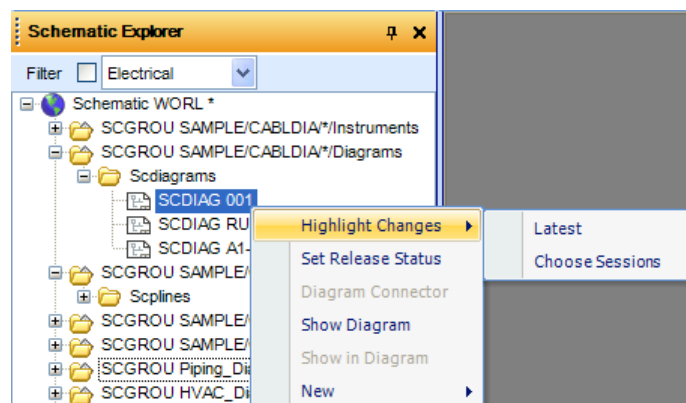 Schematic Explorer
Filter Electrical
Schematic WORL *
SCGROU SAMPLE/CABLDIA/*/Instruments
SCGROU SAMPLE/CABLDIA/*/Diagrams
Scdiagrams
SCDIAG 001
SCDIAG RU
SCDIAG A1-
SCGROU SAMPLE/
Scplines
SCGROU SAMPLE/
SCGROU SAMPLE/
SCGROU Piping_Di
SCGROU HVAC_Di
Highlight Changes
Set Release Status
Diagram Connector
Show Diagram
Show in Diagram
New
Latest
Choose Sessions